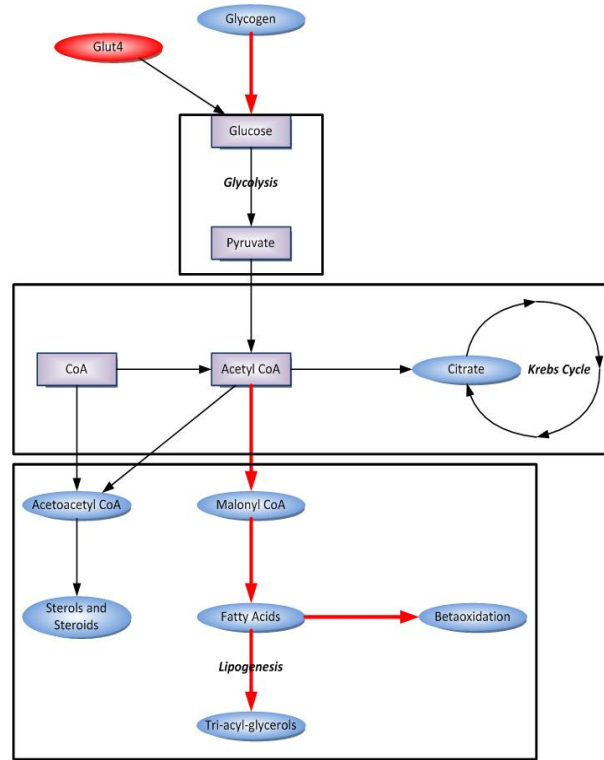 Glycogen
Glut4
Glucose
Glycolysis
Pyruvate
CoA
Acetyl CoA
Citrate
Krebs Cycle
Acetoacetyl CoA
Malonyl CoA
Sterols and
Steroids
Fatty Acids
Betaoxidation
Lipogenesis
Tri-acyl-glycerols